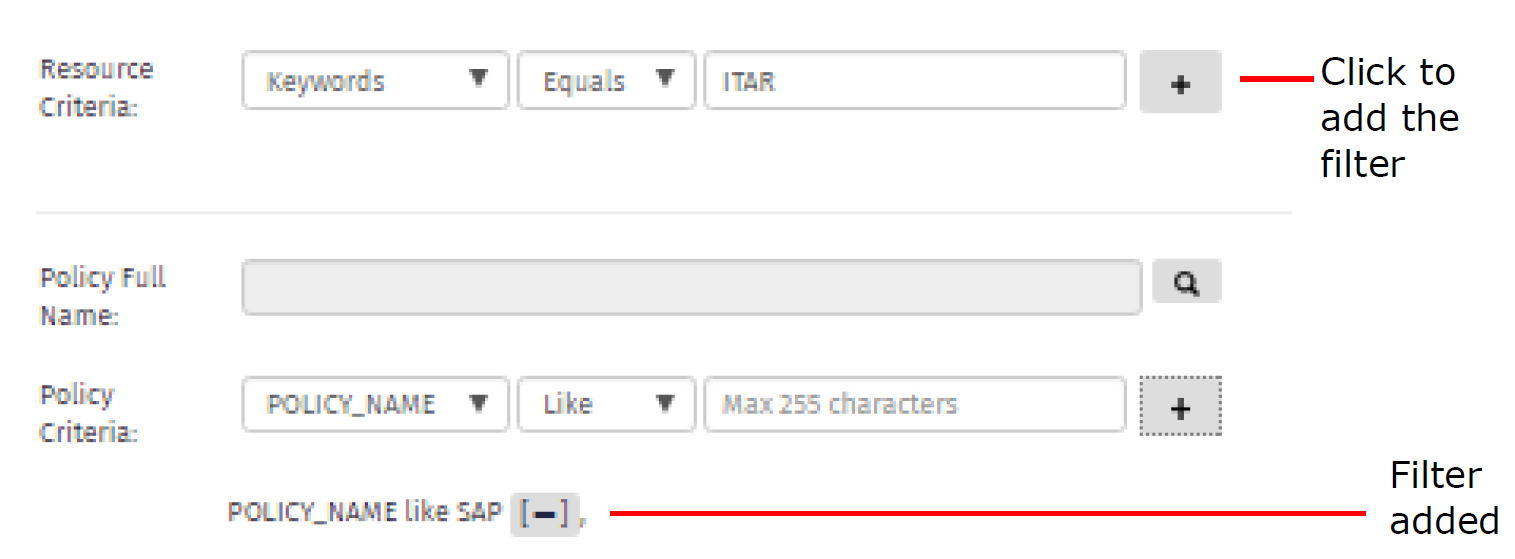 Resource
Criteria:
Keywords Equals ITAR +
Click to
add the
filter
Policy Full
Name:
Policy
Criteria:
POLICY_NAME Like Max 255 characters +
POLICY_NAME like SAP [–],
Filter
added